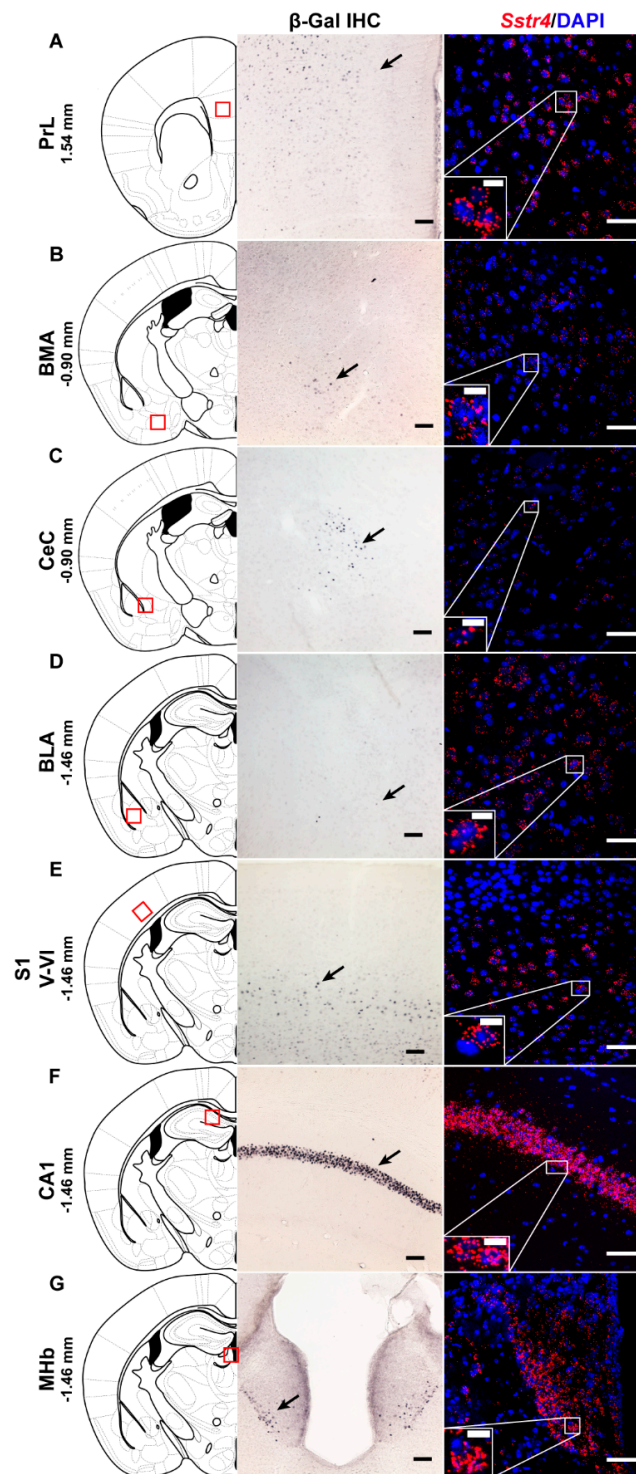 β-Gal IHC
Sstr4/DAPI
A
PrL
1.54 mm
B
BMA
-0.90 mm
C
CeC
-0.90 mm
D
BLA
-1.46 mm
E
S1
V-VI
-1.46 mm
F
CA1
-1.46 mm
G
MHb
-1.46 mm